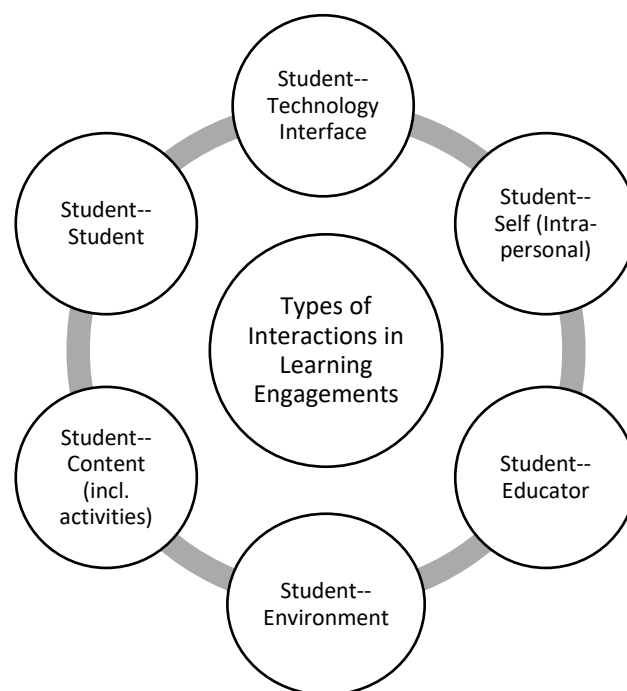 Student--
Technology
Interface
Student--
Self (Intra-
personal)
Student--
Educator
Student--
Environment
Student--
Content
(incl.
activities)
Student--
Student
Types of
Interactions in
Learning
Engagements